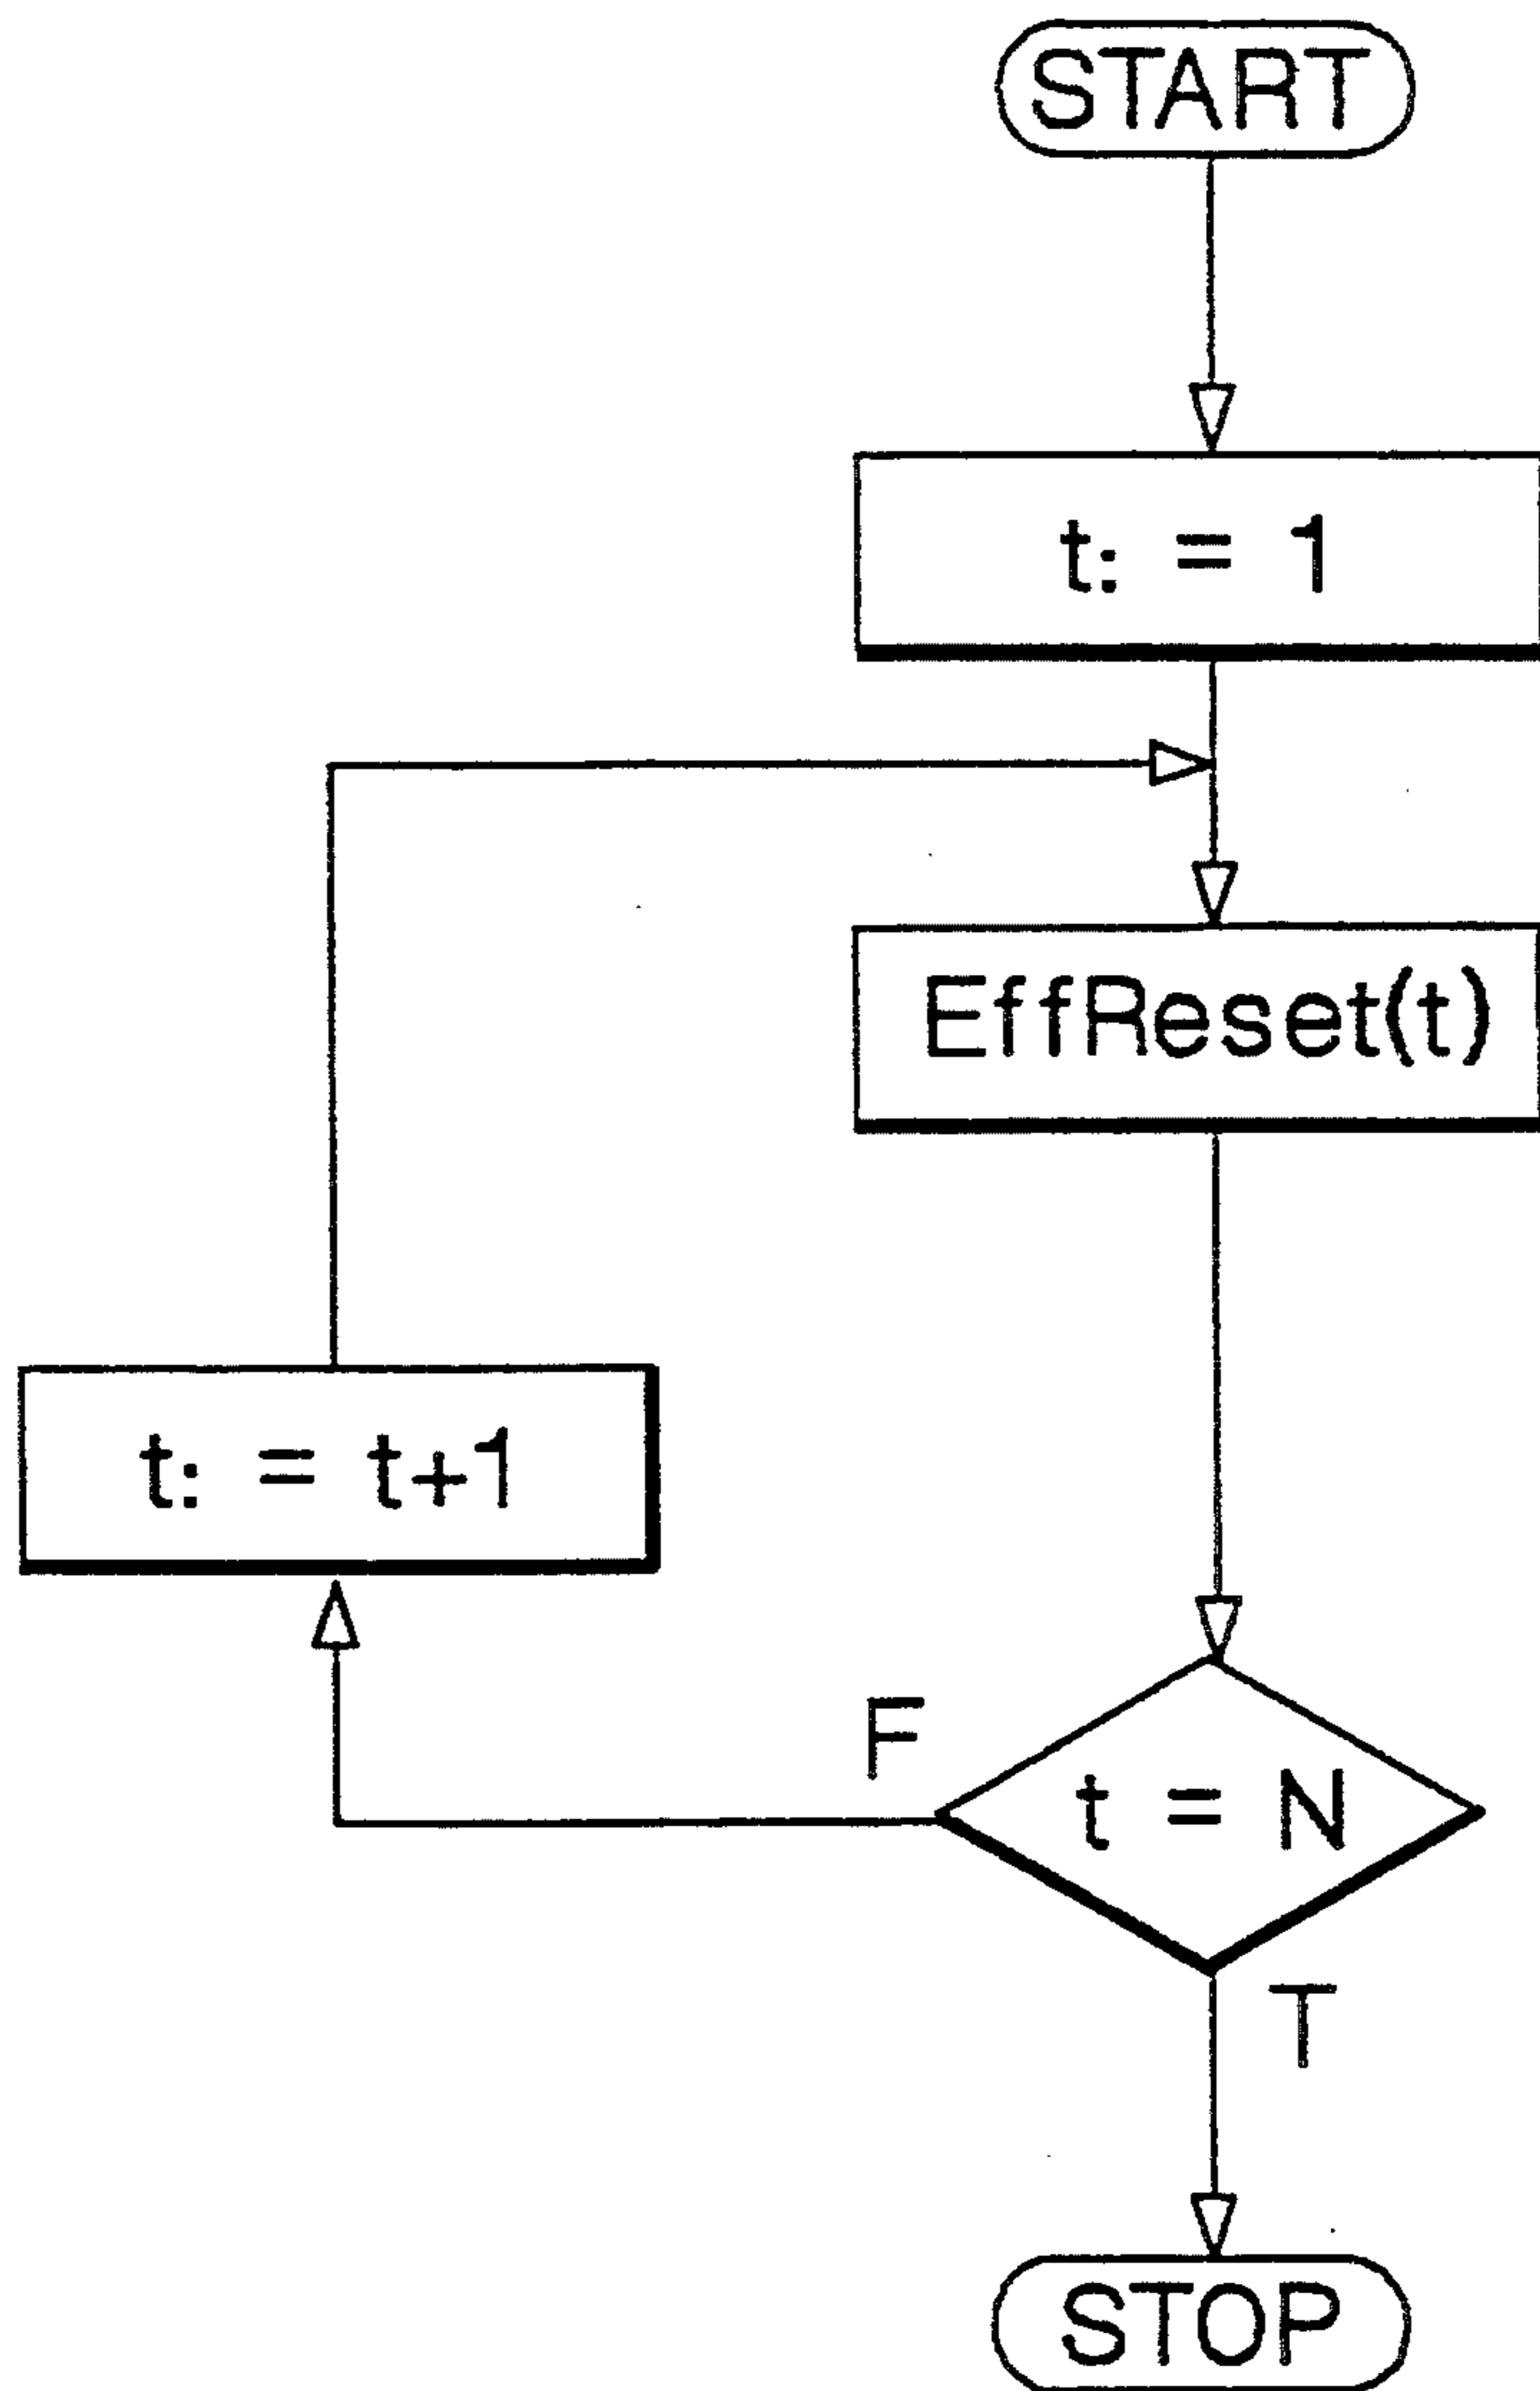 START
t: = 1
EffReset(t)
t: = t+1
F
t = N
T
STOP